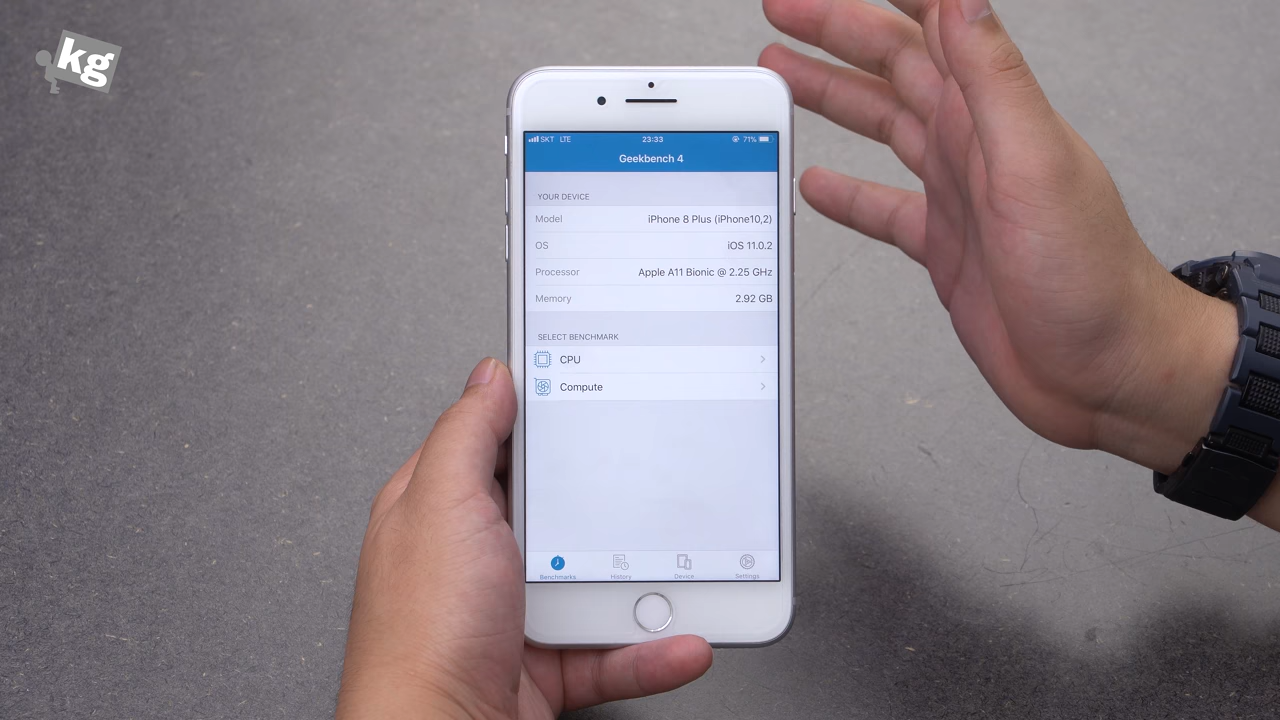 kg
SKT LTE 23:33 71%
Geekbench 4
YOUR DEVICE
Model iPhone 8 Plus (iPhone10,2)
OS iOS 11.0.2
Processor Apple A11 Bionic @ 2.25 GHz
Memory 2.92 GB
SELECT BENCHMARK
CPU
Compute
Benchmarks History Device Settings